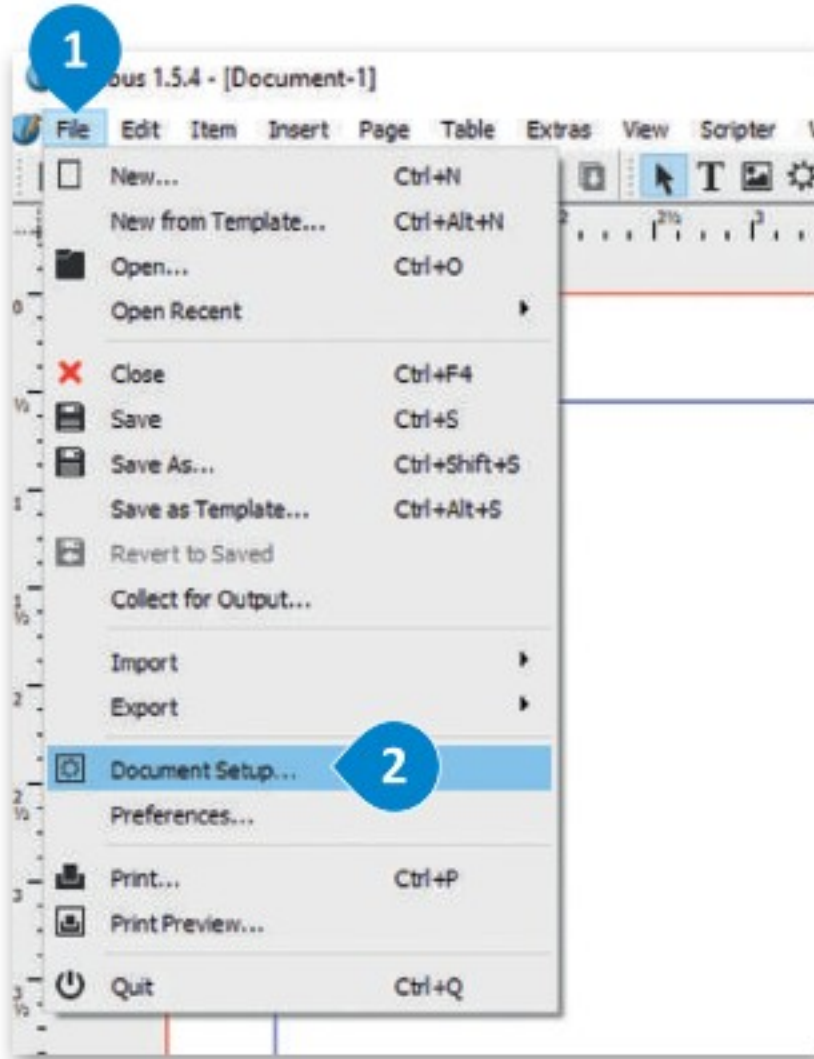 1
bus 1.5.4 - [Document-1]
File Edit Item Insert Page Table Extras View Scripter
New... Ctrl+N
New from Template... Ctrl+Alt+N
Open... Ctrl+O
Open Recent
Close Ctrl+F4
Save Ctrl+S
Save As... Ctrl+Shift+S
Save as Template... Ctrl+Alt+S
Revert to Saved
Collect for Output...
Import
Export
Document Setup... 2
Preferences...
Print... Ctrl+P
Print Preview...
Quit Ctrl+Q